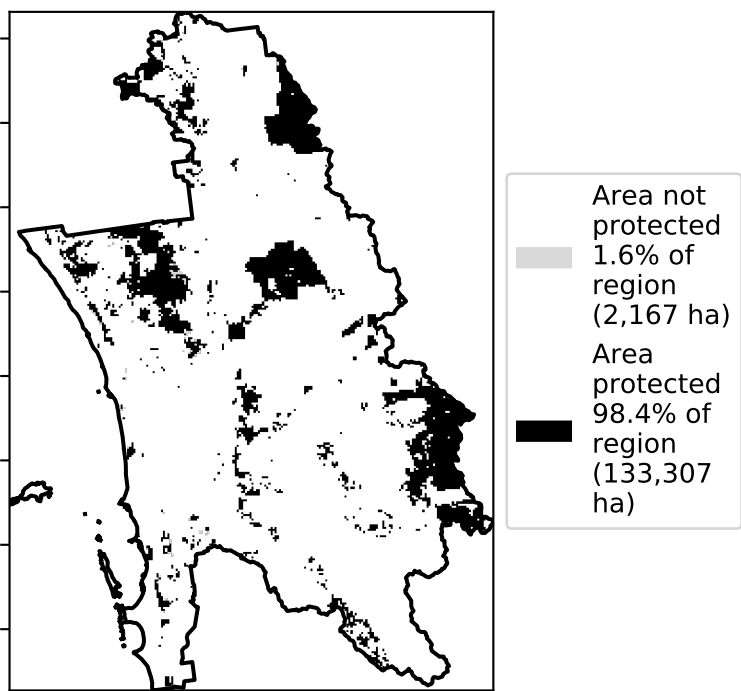 Area not
protected
1.6% of
region
(2,167 ha)
Area
protected
98.4% of
region
(133,307
ha)